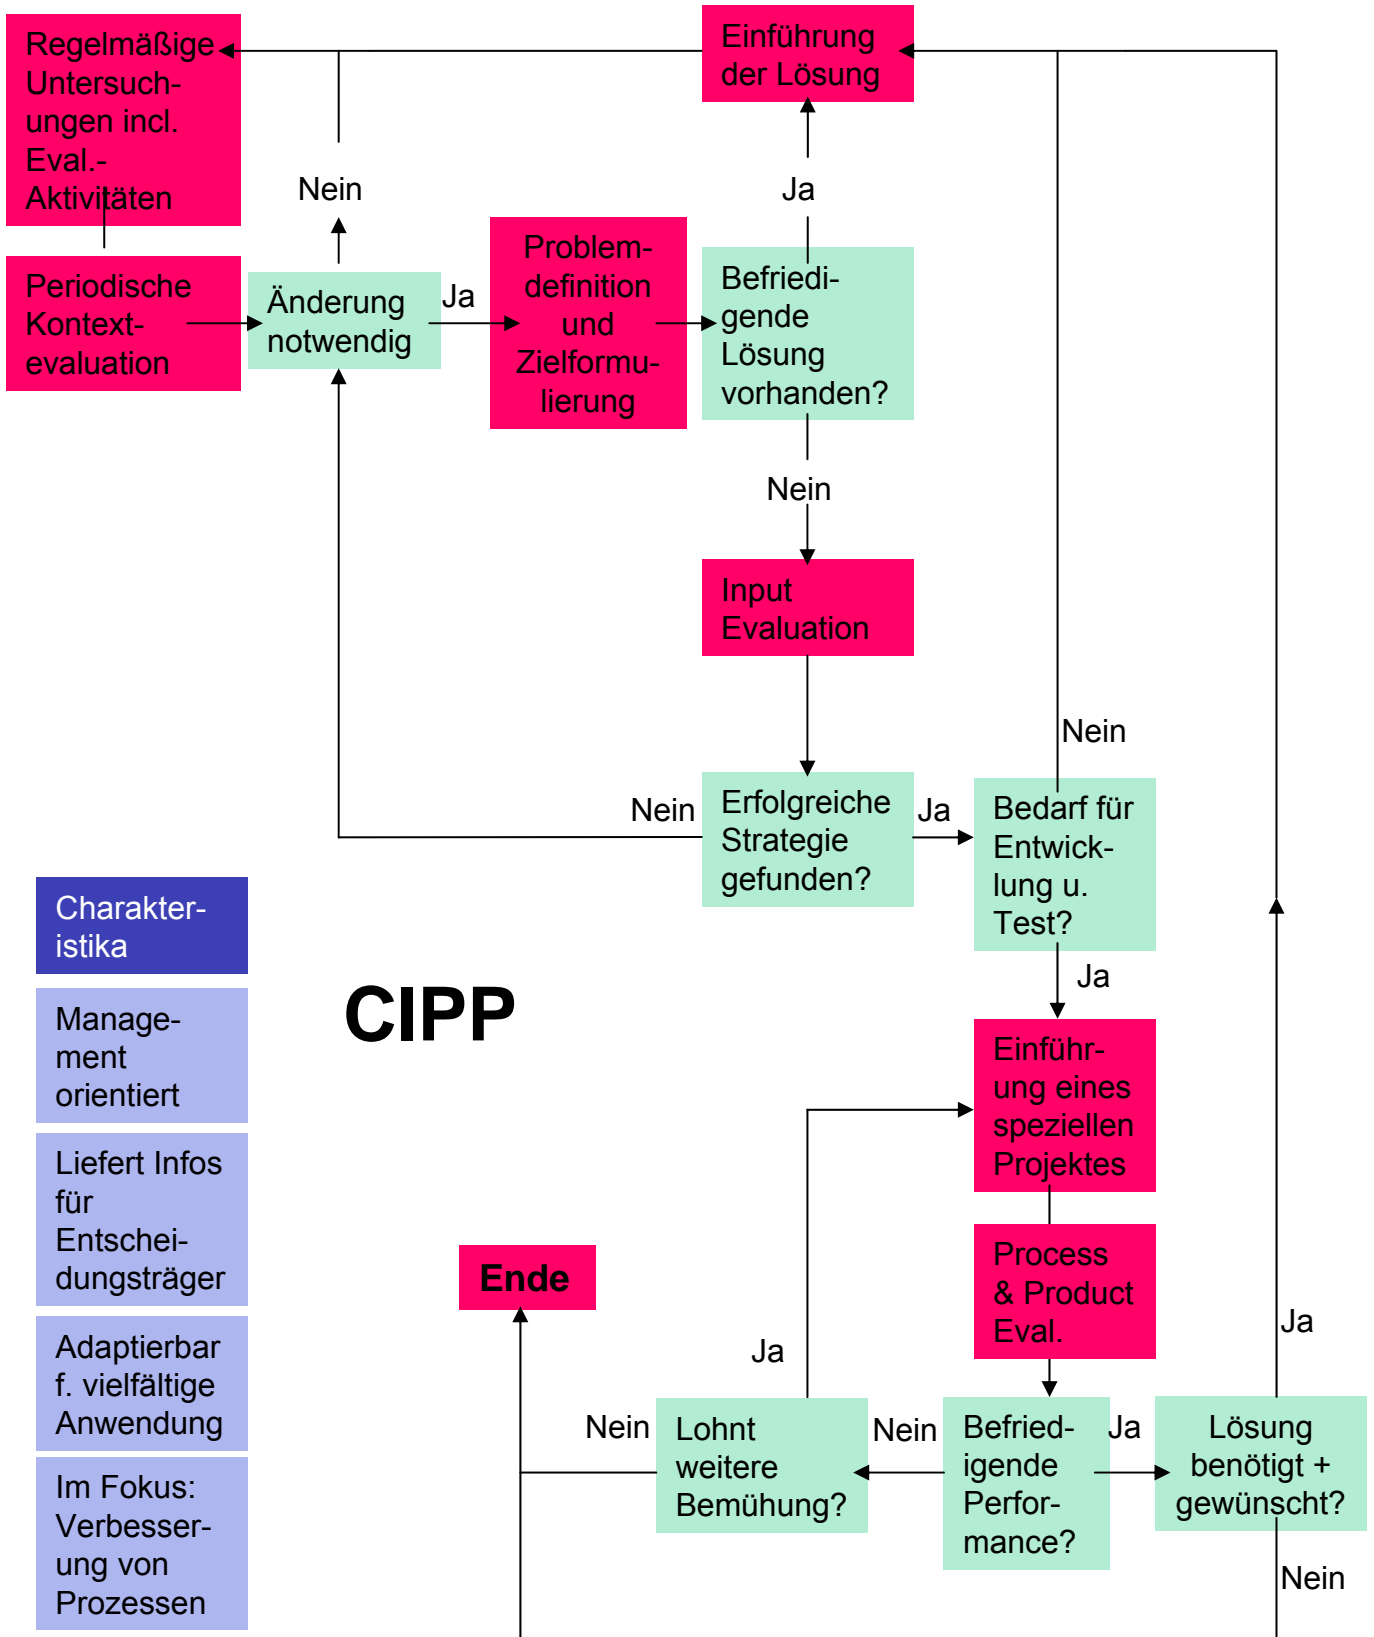 Regelmäßige
Untersuch-
ungen incl.
Eval.-
Aktivitäten
Einführung
der Lösung
Nein
Ja
Periodische
Kontext-
evaluation
Änderung
notwendig
Ja
Problem-
definition
und
Zielformu-
lierung
Befriedi-
gende
Lösung
vorhanden?
Nein
Input
Evaluation
Nein
Nein
Erfolgreiche
Strategie
gefunden?
Ja
Bedarf für
Entwick-
lung u.
Test?
Ja
Charakter-
istika
Manage-
ment
orientiert
Liefert Infos
für
Entschei-
dungsträger
Adaptierbar
f. vielfältige
Anwendung
Im Fokus:
Verbesser-
ung von
Prozessen
CIPP
Einführ-
ung eines
speziellen
Projektes
Process
& Product
Eval.
Ende
Ja
Ja
Nein
Lohnt
weitere
Bemühung?
Nein
Befried-
igende
Perfor-
mance?
Ja
Lösung
benötigt +
gewünscht?
Nein